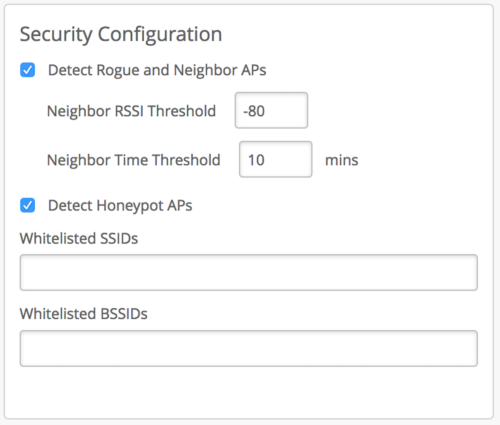 Security Configuration
Detect Rogue and Neighbor APs
Neighbor RSSI Threshold -80
Neighbor Time Threshold 10 mins
Detect Honeypot APs
Whitelisted SSIDs
Whitelisted BSSIDs